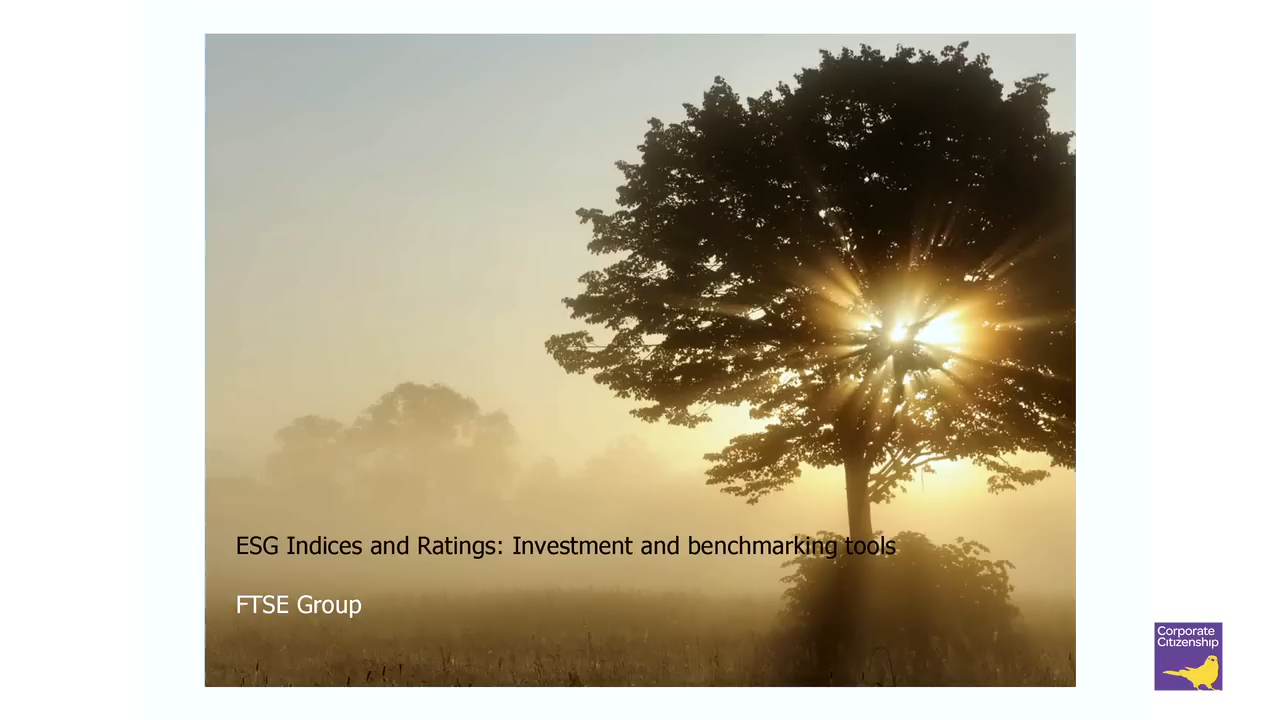 ESG Indices and Ratings: Investment and benchmarking tools
FTSE Group
Corporate
Citizenship